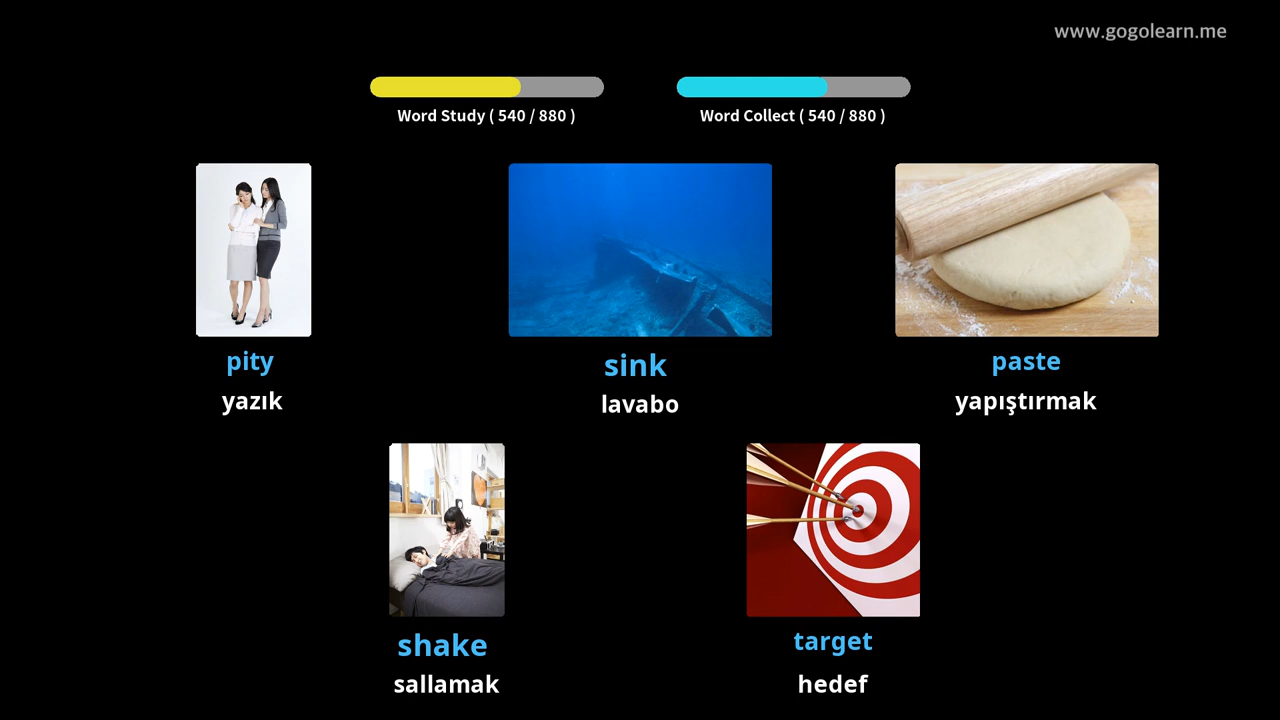 www.gogolearn.me
Word Study ( 540 / 880 )
Word Collect ( 540 / 880 )
pity
yazık
sink
lavabo
paste
yapıştırmak
shake
sallamak
target
hedef